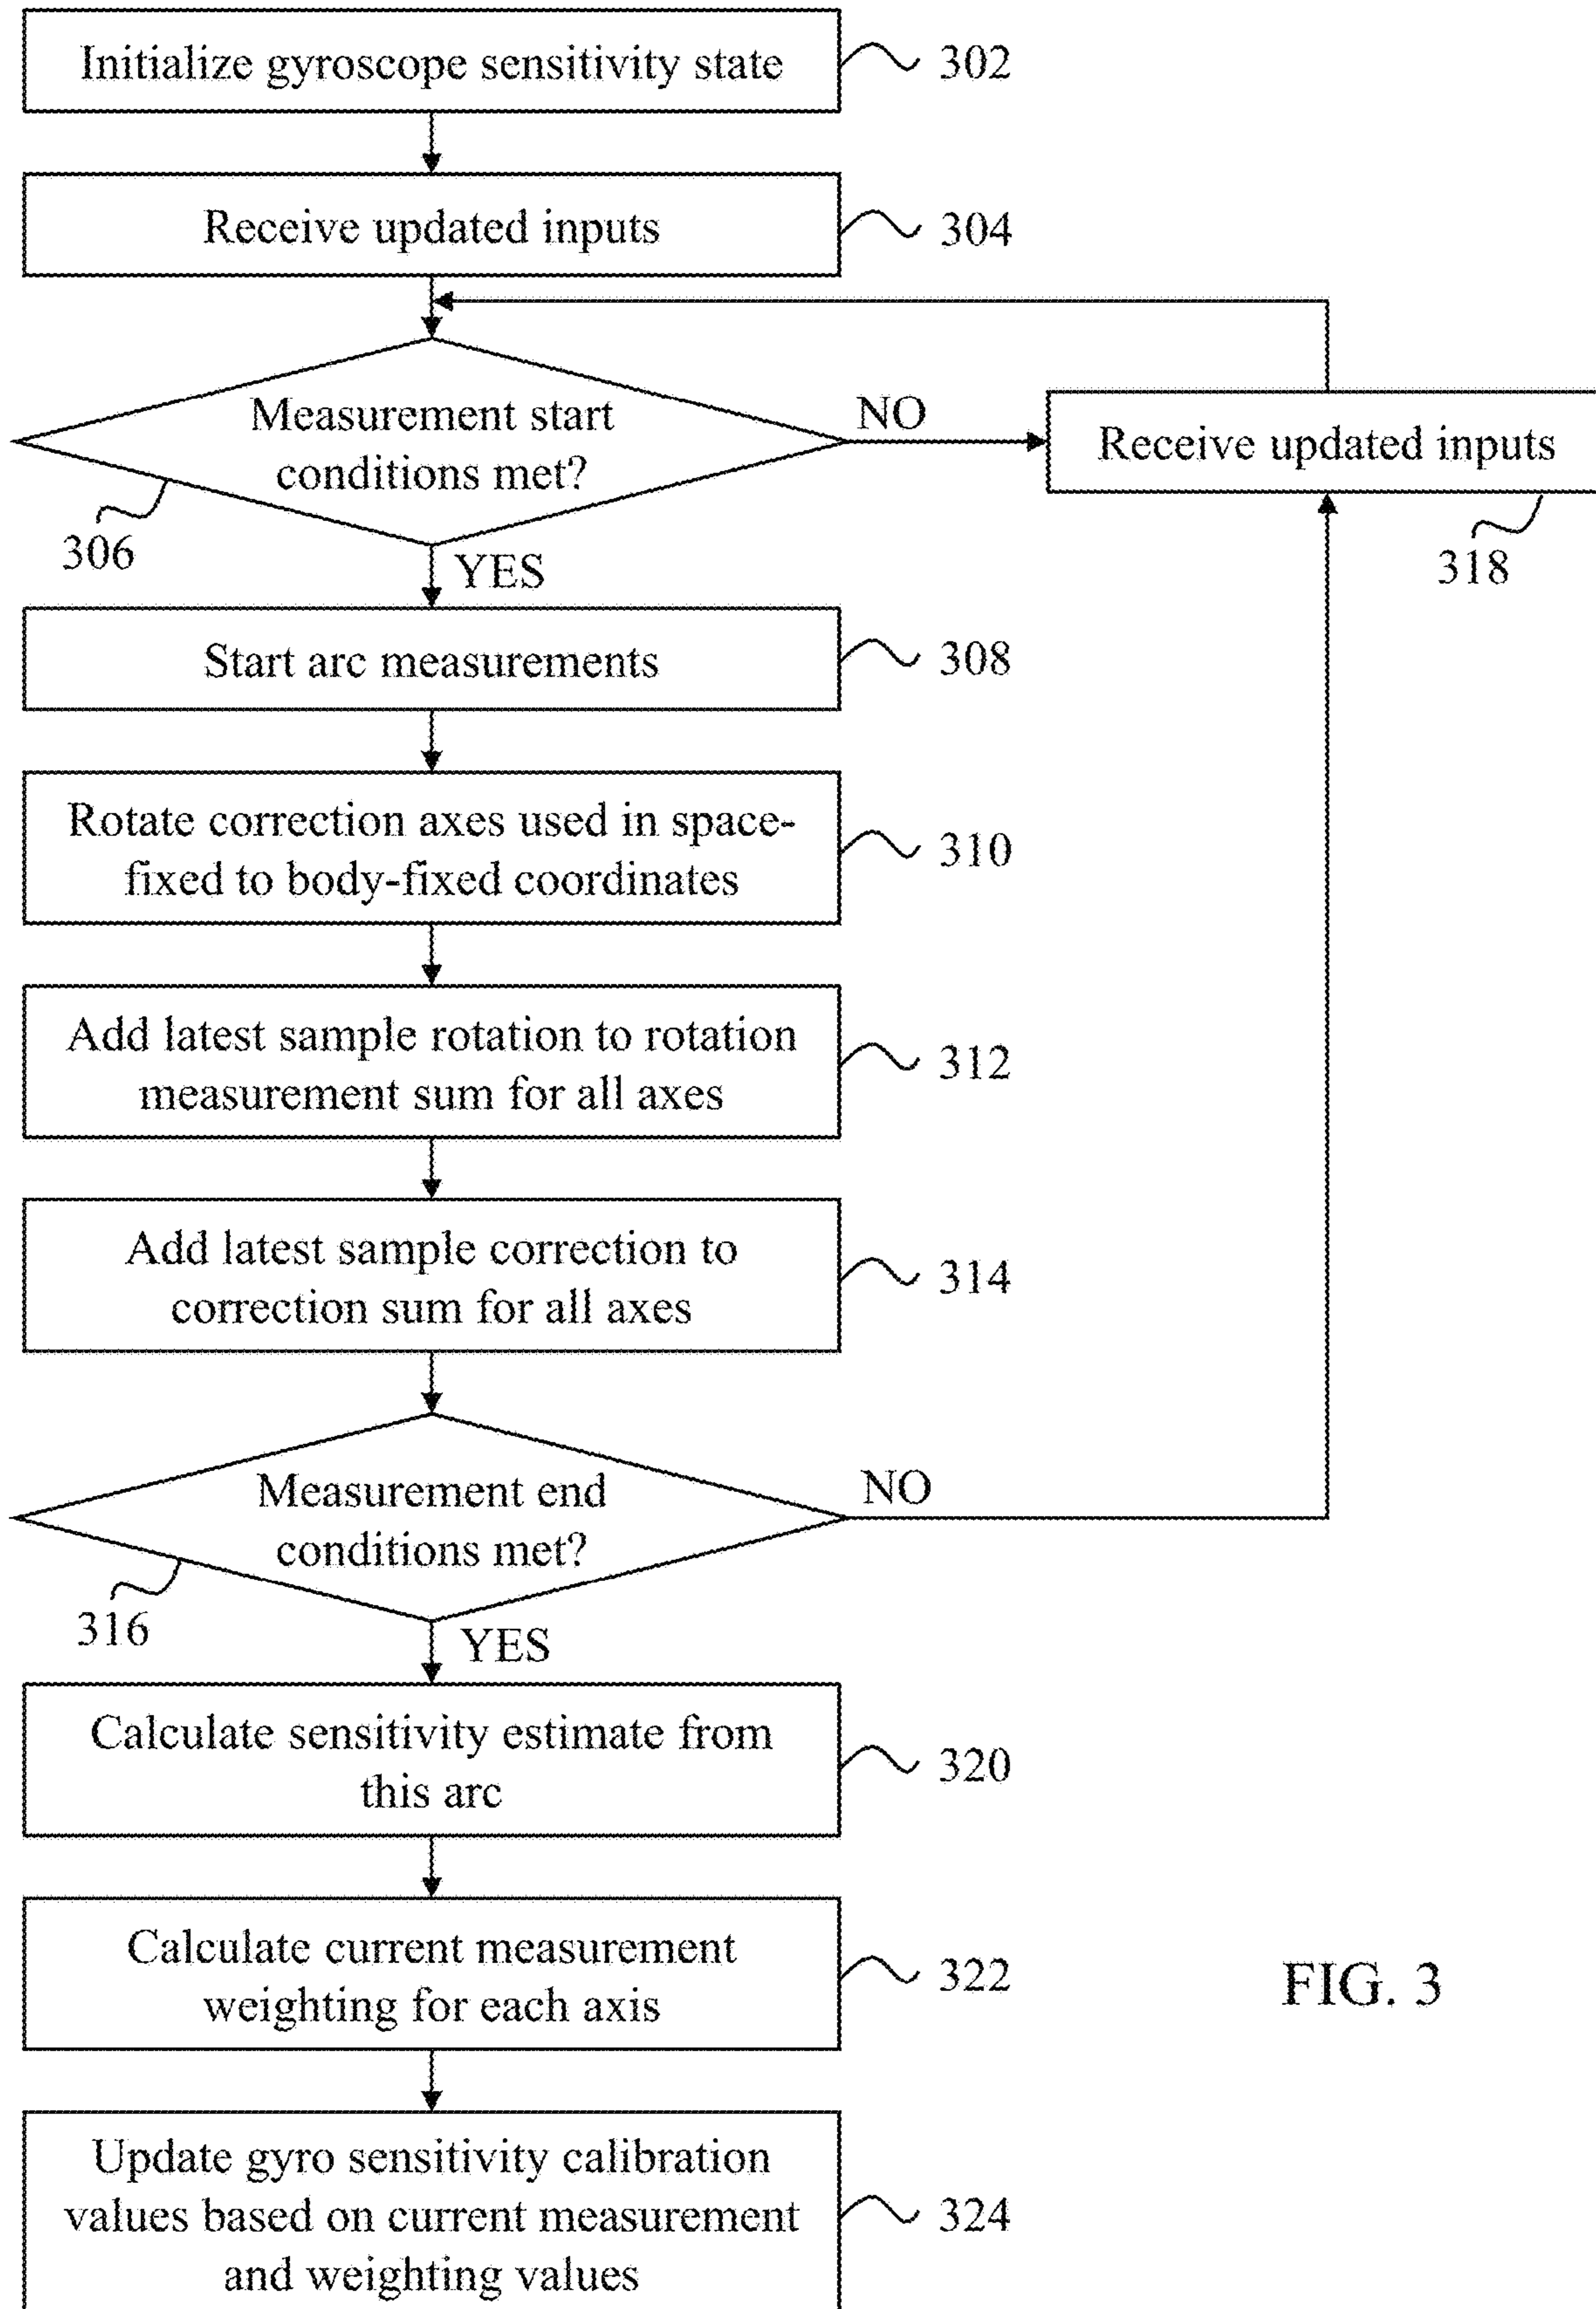 Initialize gyroscope sensitivity state
302
Receive updated inputs
304
Measurement start
conditions met?
NO
306
YES
Receive updated inputs
318
Start arc measurements
308
Rotate correction axes used in space-
fixed to body-fixed coordinates
310
Add latest sample rotation to rotation
measurement sum for all axes
312
Add latest sample correction to
correction sum for all axes
314
Measurement end
conditions met?
NO
316
YES
Calculate sensitivity estimate from
this arc
320
Calculate current measurement
weighting for each axis
322
FIG. 3
Update gyro sensitivity calibration
values based on current measurement
and weighting values
324